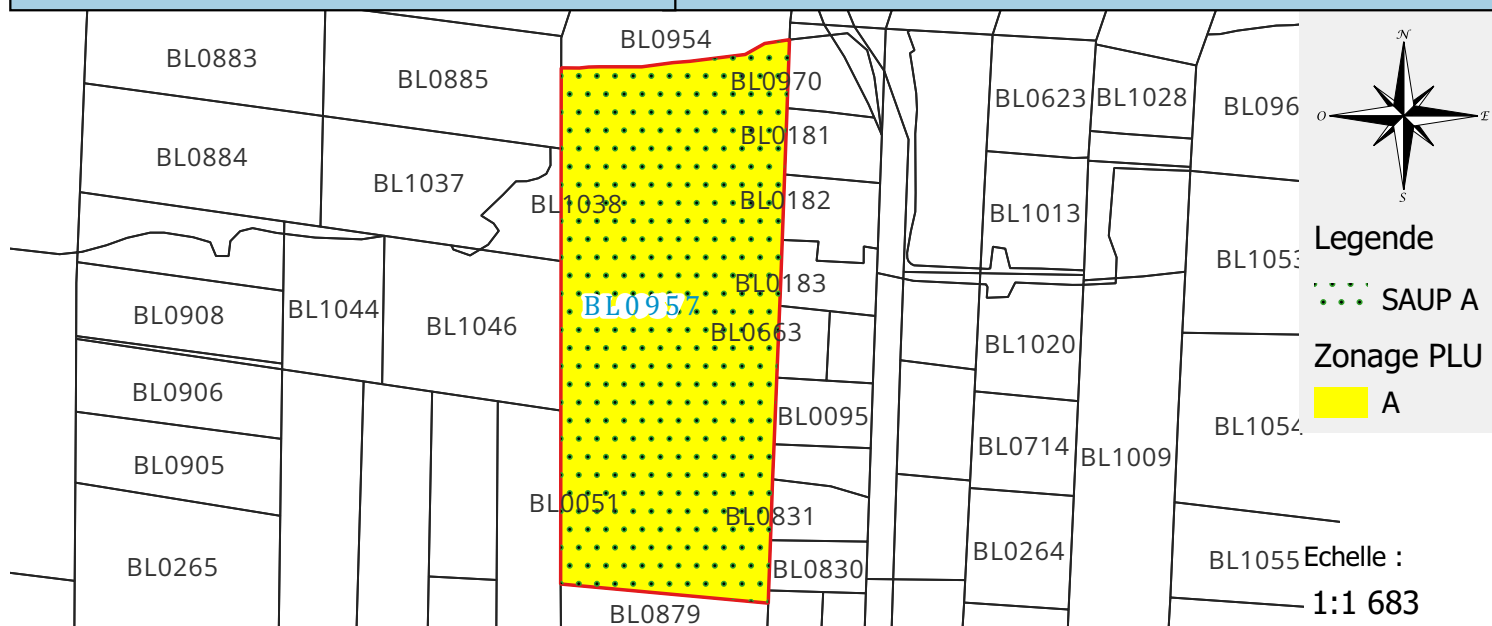 BL0954
BL0883
BL0885
BL0970
BL0623
BL1028
BL096
N
O
E
S
BL0181
BL0884
BL1037
BL1038
BL0182
BL1013
Legende
SAUP A
Zonage PLU
A
BL1053
BL0183
BL0957
BL0908
BL1044
BL1046
BL0663
BL1020
BL0906
BL0095
BL1054
BL0905
BL0714
BL1009
BL0051
BL0831
BL0265
BL0830
BL0264
BL1055
Echelle :
1:1 683
BL0879